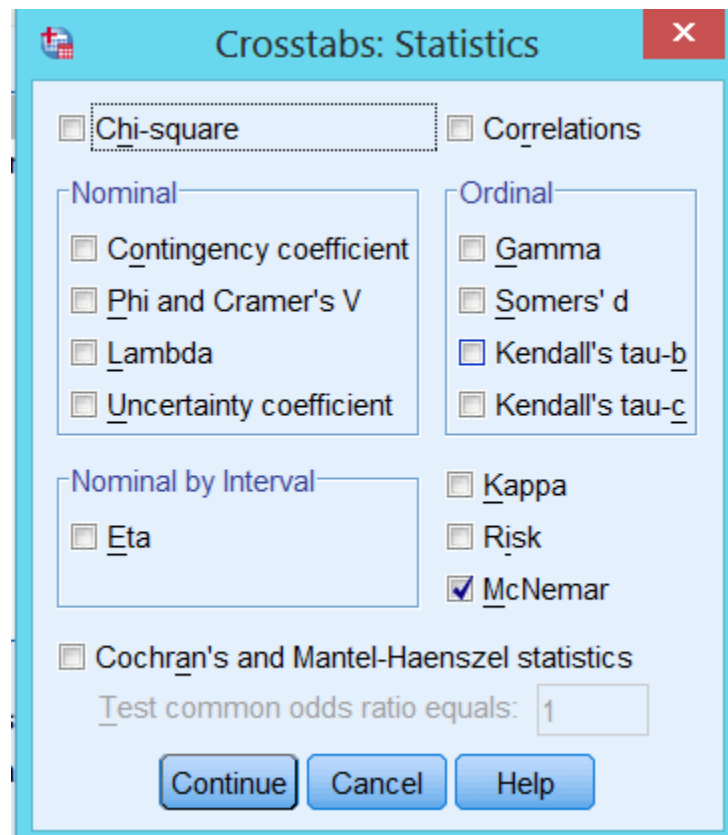 Crosstabs: Statistics
Chi-square
Correlations
Nominal
Contingency coefficient
Phi and Cramer's V
Lambda
Uncertainty coefficient
Ordinal
Gamma
Somers' d
Kendall's tau-b
Kendall's tau-c
Nominal by Interval
Eta
Kappa
Risk
McNemar
Cochran's and Mantel-Haenszel statistics
Test common odds ratio equals: 1
Continue Cancel Help